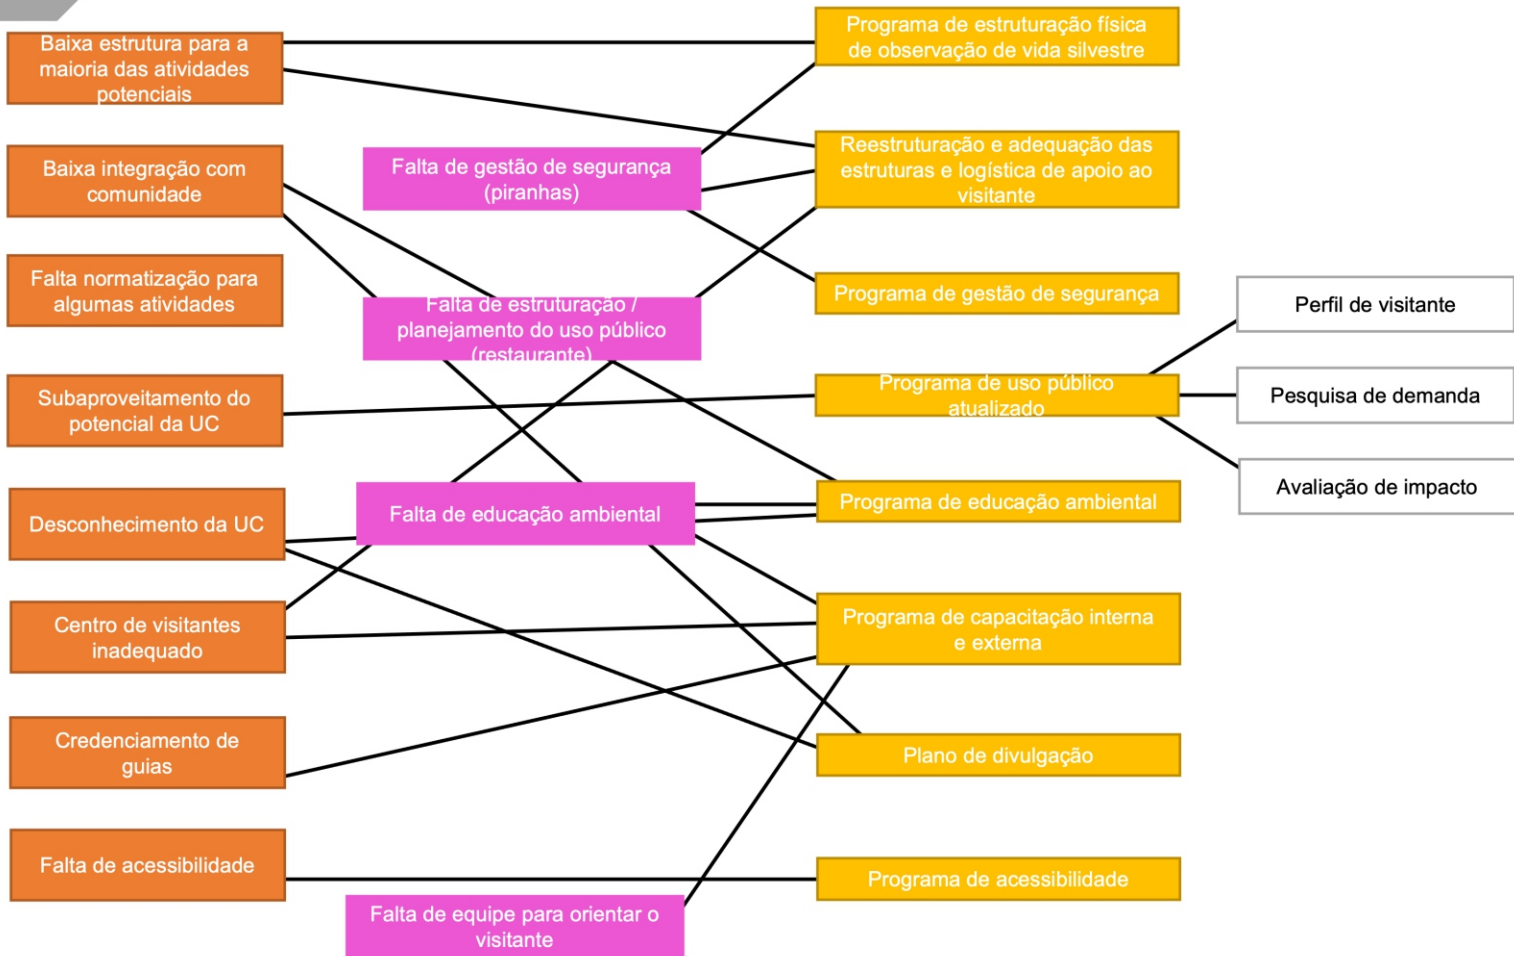 Baixa estrutura para a
maioria das atividades
potenciais
Baixa integração com
comunidade
Falta normatização para
algumas atividades
Subaproveitamento do
potencial da UC
Desconhecimento da UC
Centro de visitantes
inadequado
Credenciamento de
guias
Falta de acessibilidade
Falta de gestão de segurança
(piranhas)
Falta de estruturação /
planejamento do uso público
(restaurante)
Falta de educação ambiental
Falta de equipe para orientar o
visitante
Programa de estruturação física
de observação de vida silvestre
Reestruturação e adequação das
estruturas e logística de apoio ao
visitante
Programa de gestão de segurança
Programa de uso público
atualizado
Programa de educação ambiental
Programa de capacitação interna
e externa
Plano de divulgação
Programa de acessibilidade
Perfil de visitante
Pesquisa de demanda
Avaliação de impacto